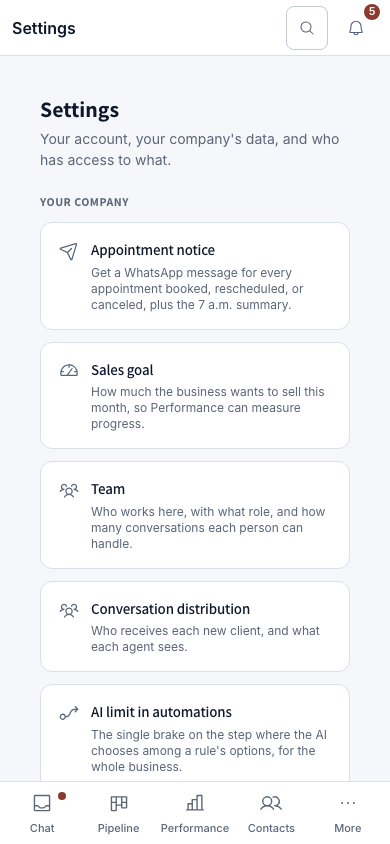 Settings
5
Settings
Your account, your company's data, and who
has access to what.
YOUR COMPANY
Appointment notice
Get a WhatsApp message for every
appointment booked, rescheduled, or
canceled, plus the 7 a.m. summary.
Sales goal
How much the business wants to sell this
month, so Performance can measure
progress.
Team
Who works here, with what role, and how
many conversations each person can
handle.
Conversation distribution
Who receives each new client, and what
each agent sees.
AI limit in automations
The single brake on the step where the AI
chooses among a rule's options, for the
whole business.
Chat
Pipeline
Performance
Contacts
More